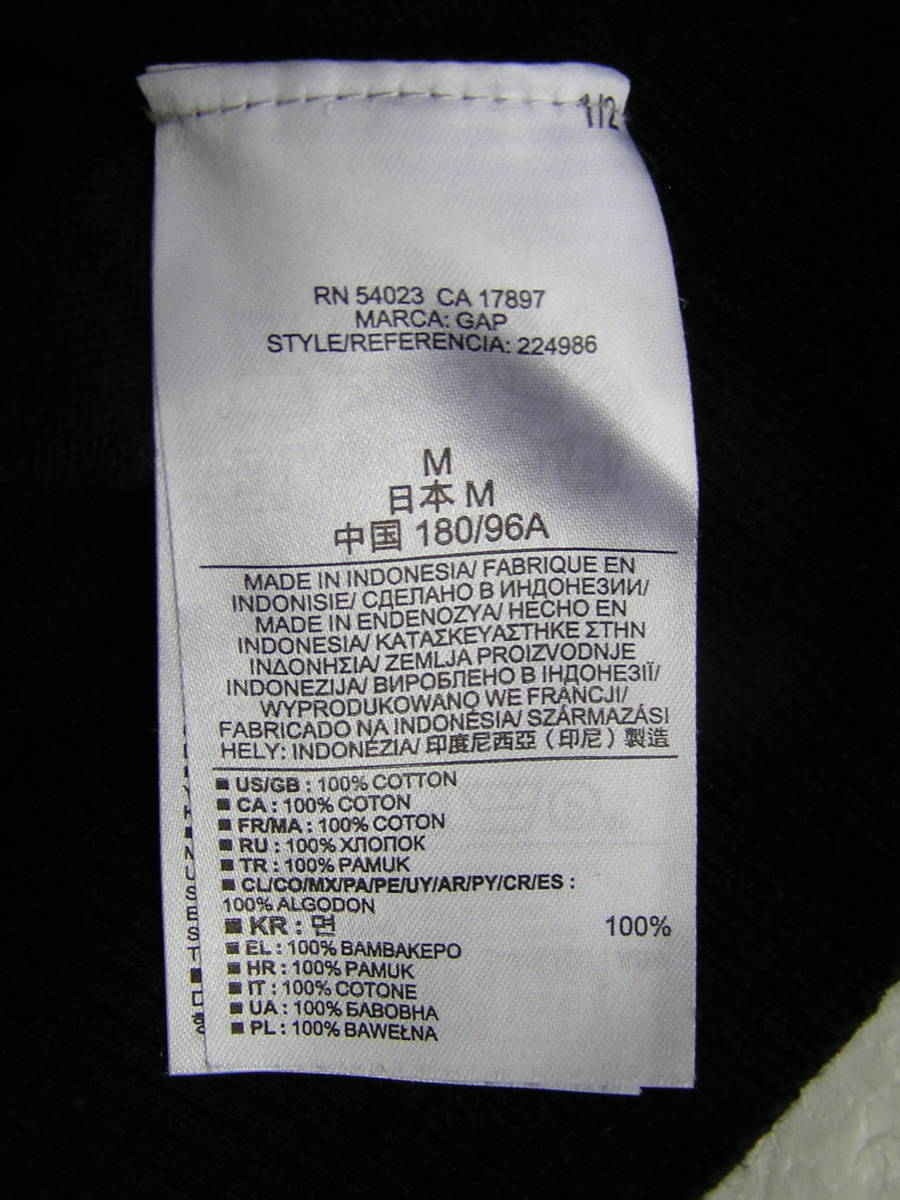 1/2
RN 54023 CA 17897
MARCA: GAP
STYLE/REFERENCIA: 224986
M
日本 M
中国 180/96A
MADE IN INDONESIA/ FABRIQUE EN
INDONISIE/ СДЕЛАНО В ИНДОНЕЗИИ/
MADE IN ENDENOZYA/ HECHO EN
INDONESIA/ ΚΑΤΑΣΚΕΥΑΣΤΗΚΕ ΣΤΗΝ
ΙΝΔΟΝΗΣΙΑ/ ZEMLJA PROIZVODNJE
INDONEZIJA/ ВИРОБЛЕНО В ІНДОНЕЗІЇ/
WYPRODUKOWANO WE FRANCJI/
FABRICADO NA INDONÉSIA/ SZÁRMAZÁSI
HELY: INDONÉZIA/ 印度尼西亞（印尼）製造
■ US/GB : 100% COTTON
■ CA : 100% COTON
■ FR/MA : 100% COTON
■ RU : 100% ХЛОПОК
■ TR : 100% PAMUK
■ CL/CO/MX/PA/PE/UY/AR/PY/CR/ES :
100% ALGODON
■ KR : 면 100%
■ EL : 100% ΒΑΜΒΑΚΕΡΟ
■ HR : 100% PAMUK
■ IT : 100% COTONE
■ UA : 100% БАВОВНА
■ PL : 100% BAWEŁNA